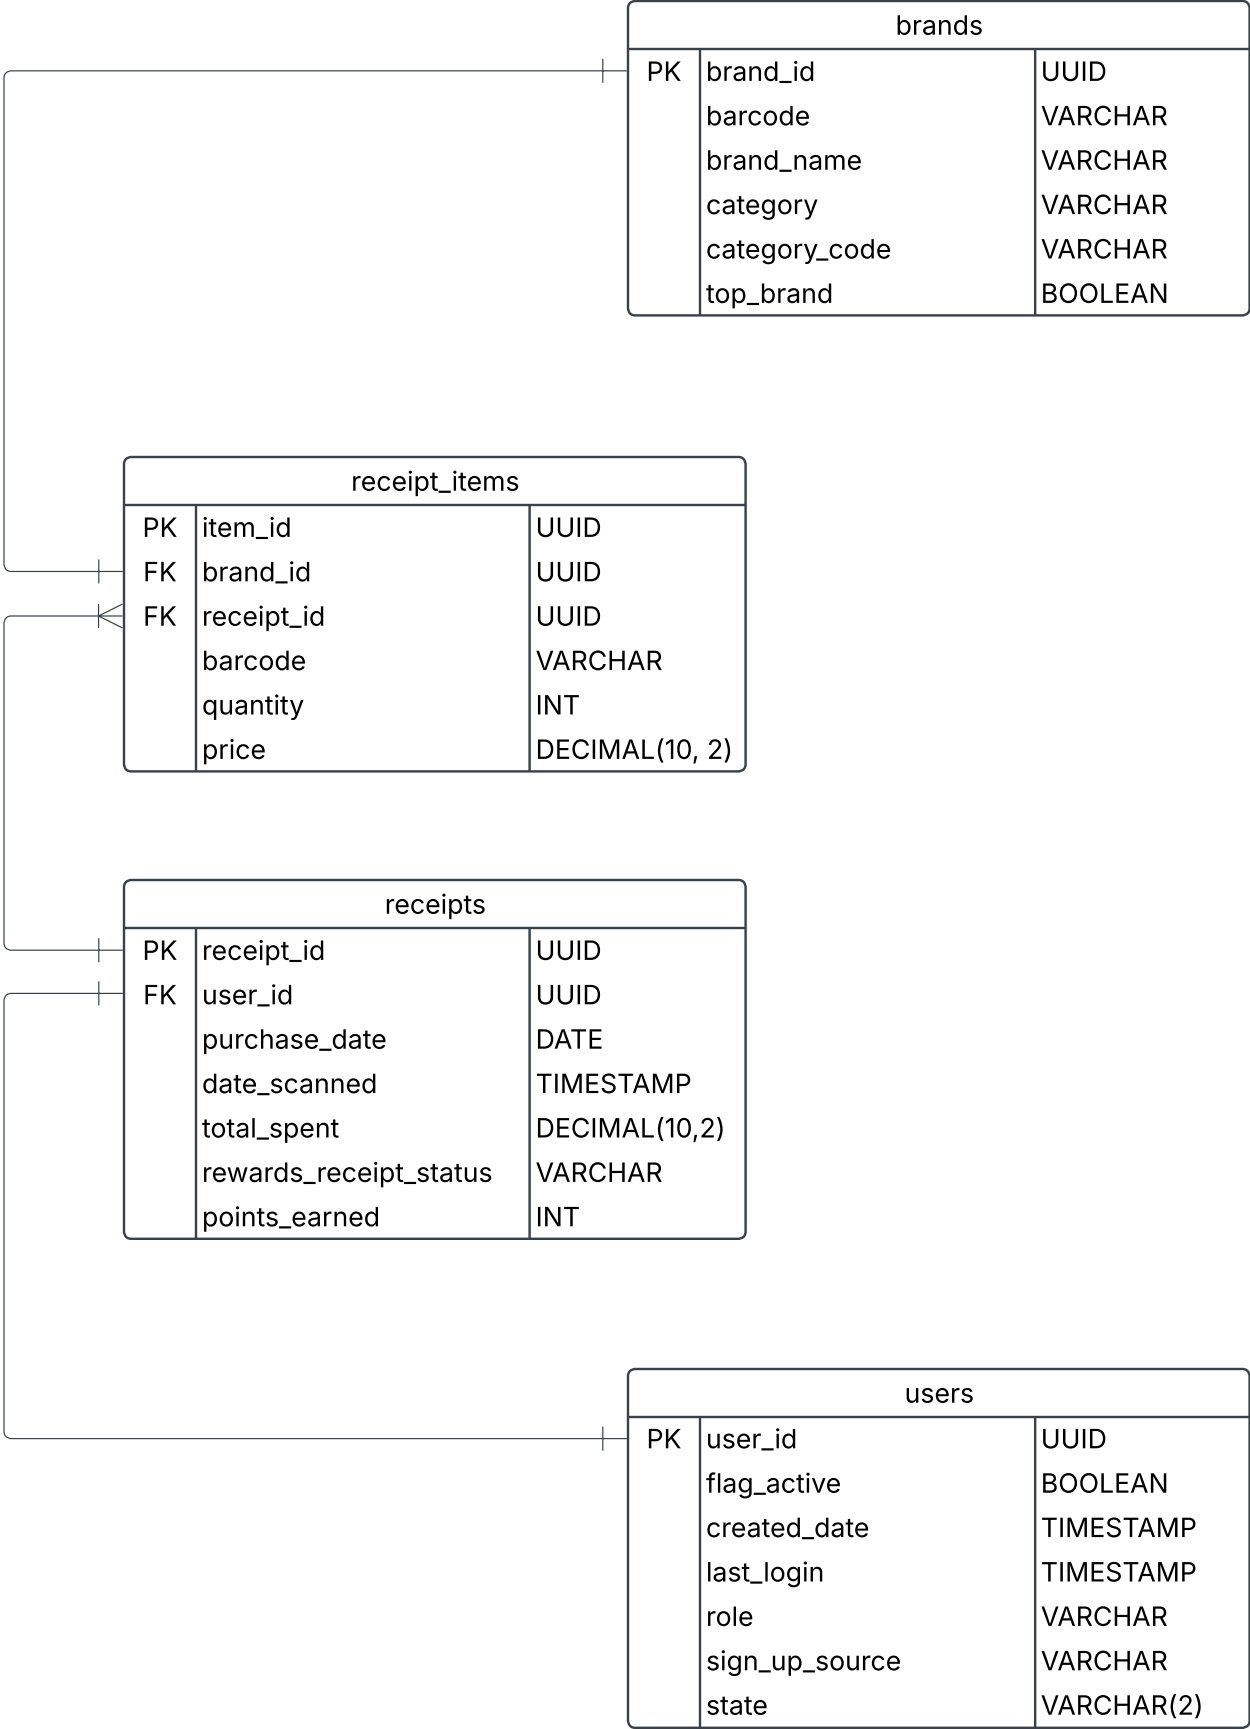 brands
PK brand_id UUID
barcode VARCHAR
brand_name VARCHAR
category VARCHAR
category_code VARCHAR
top_brand BOOLEAN
receipt_items
PK item_id UUID
FK brand_id UUID
FK receipt_id UUID
barcode VARCHAR
quantity INT
price DECIMAL(10, 2)
receipts
PK receipt_id UUID
FK user_id UUID
purchase_date DATE
date_scanned TIMESTAMP
total_spent DECIMAL(10,2)
rewards_receipt_status VARCHAR
points_earned INT
users
PK user_id UUID
flag_active BOOLEAN
created_date TIMESTAMP
last_login TIMESTAMP
role VARCHAR
sign_up_source VARCHAR
state VARCHAR(2)